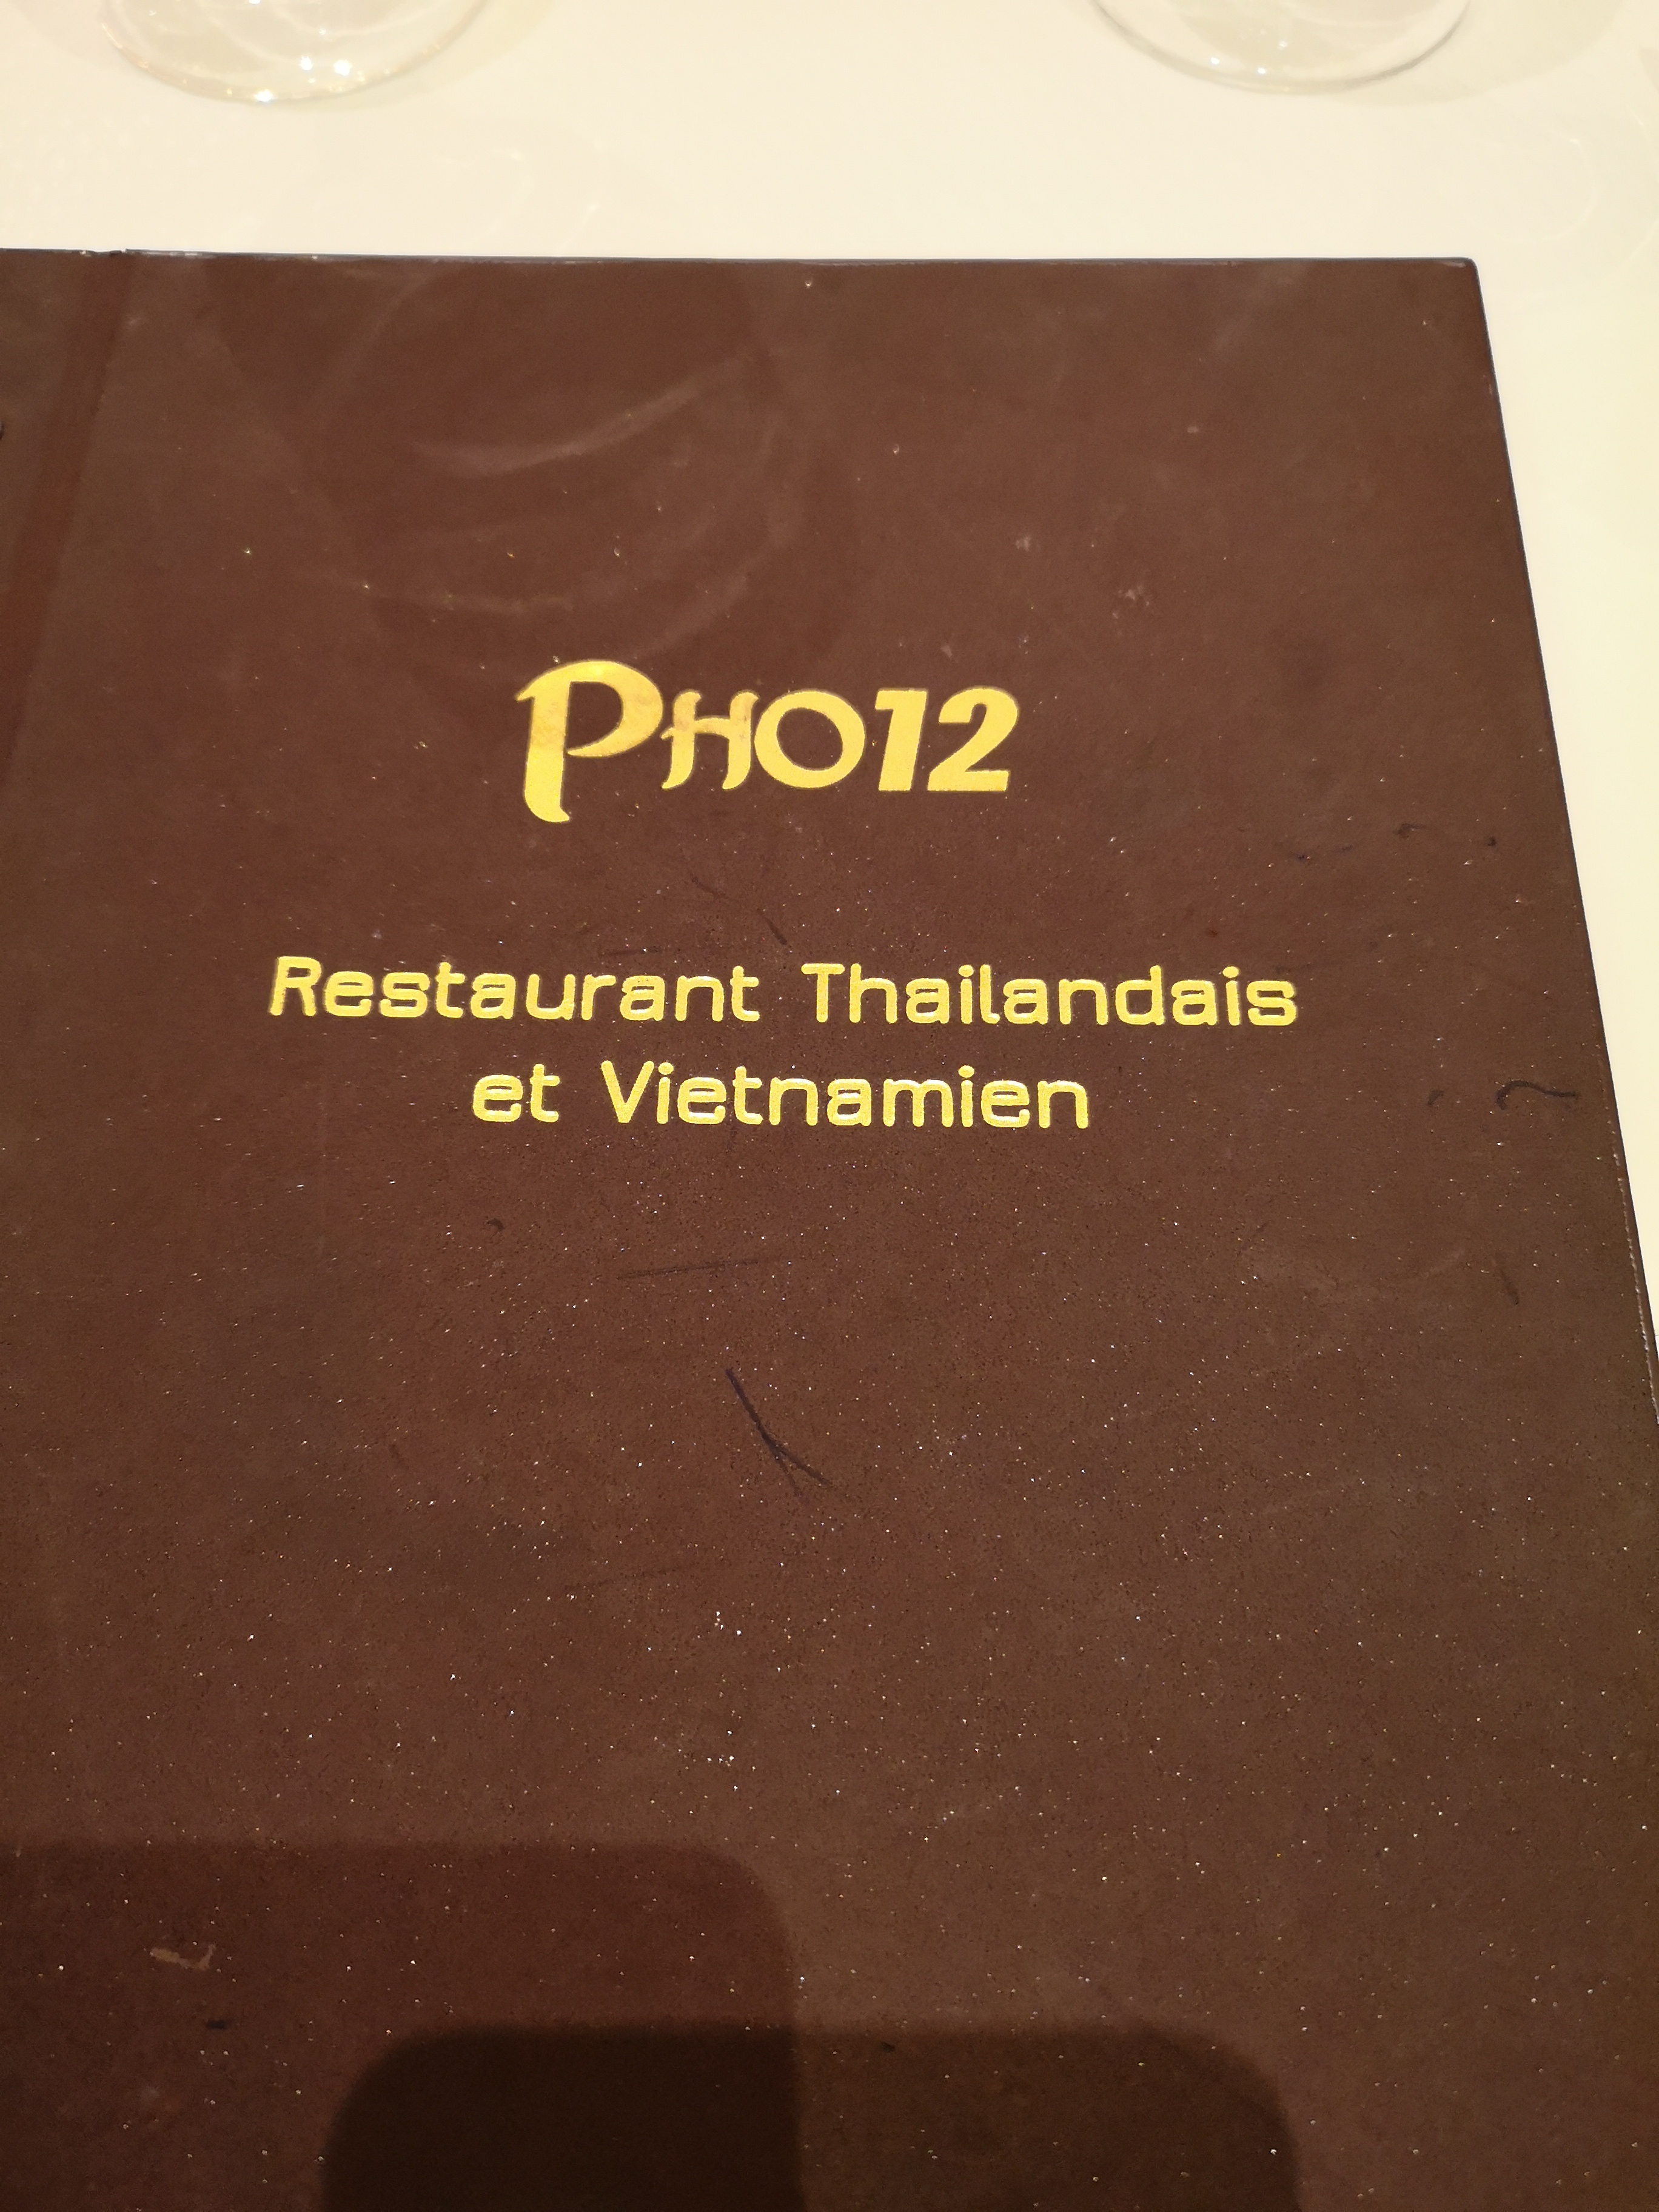 PHO12
Restaurant Thailandais
et Vietnamien